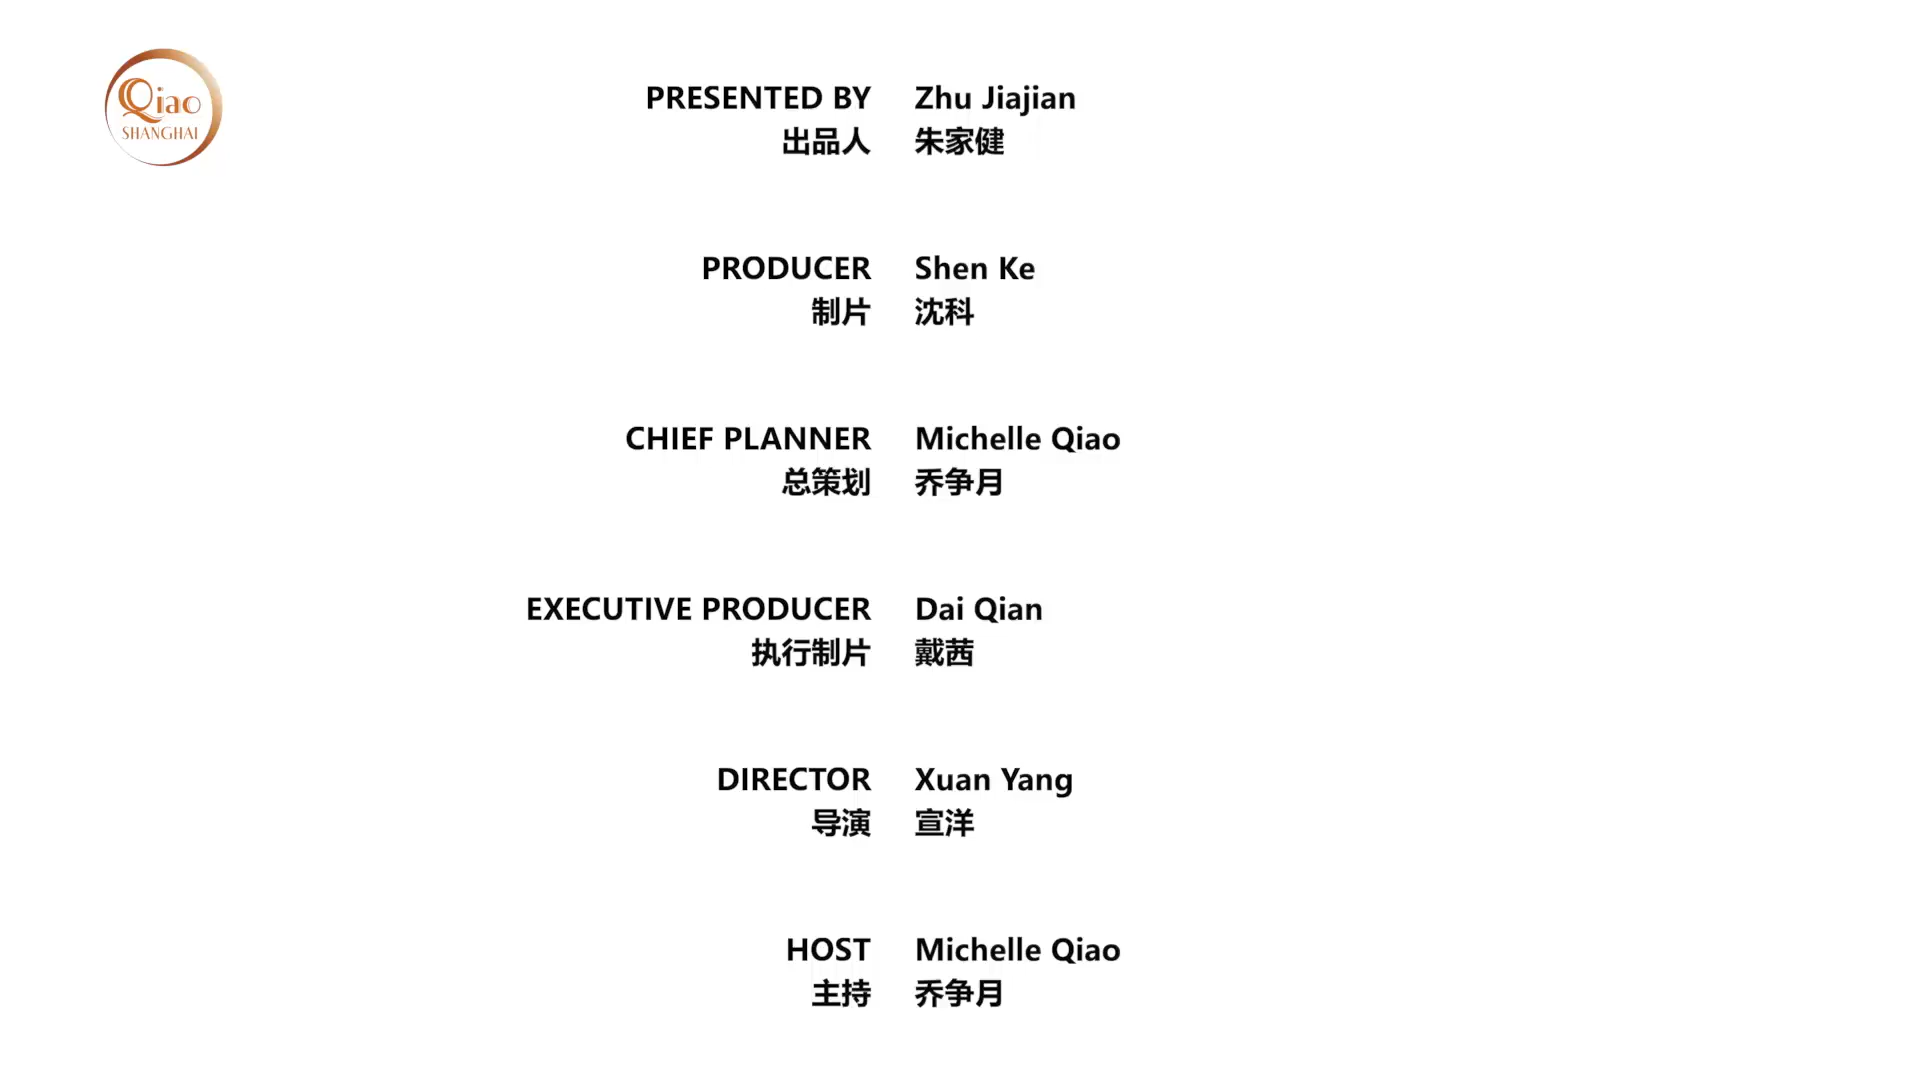 Qiao
SHANGHAI
PRESENTED BY Zhu Jiajian
出品人 朱家健
PRODUCER Shen Ke
制片 沈科
CHIEF PLANNER Michelle Qiao
总策划 乔争月
EXECUTIVE PRODUCER Dai Qian
执行制片 戴茜
DIRECTOR Xuan Yang
导演 宣洋
HOST Michelle Qiao
主持 乔争月